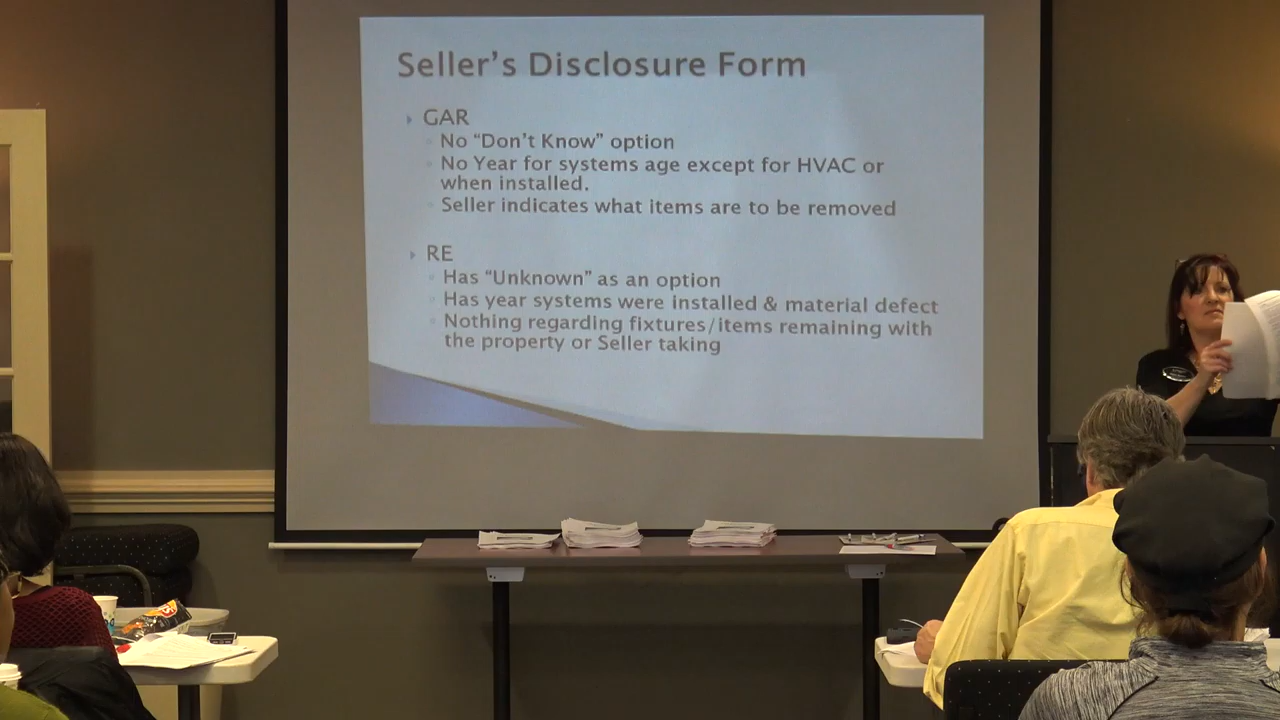 Seller's Disclosure Form
GAR
No “Don't Know” option
No Year for systems age except for HVAC or
when installed.
Seller indicates what items are to be removed
RE
Has “Unknown” as an option
Has year systems were installed & material defect
Nothing regarding fixtures/items remaining with
the property or Seller taking